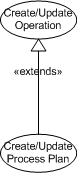 Create/Update
Operation
«extends»
Create/Update
Process Plan